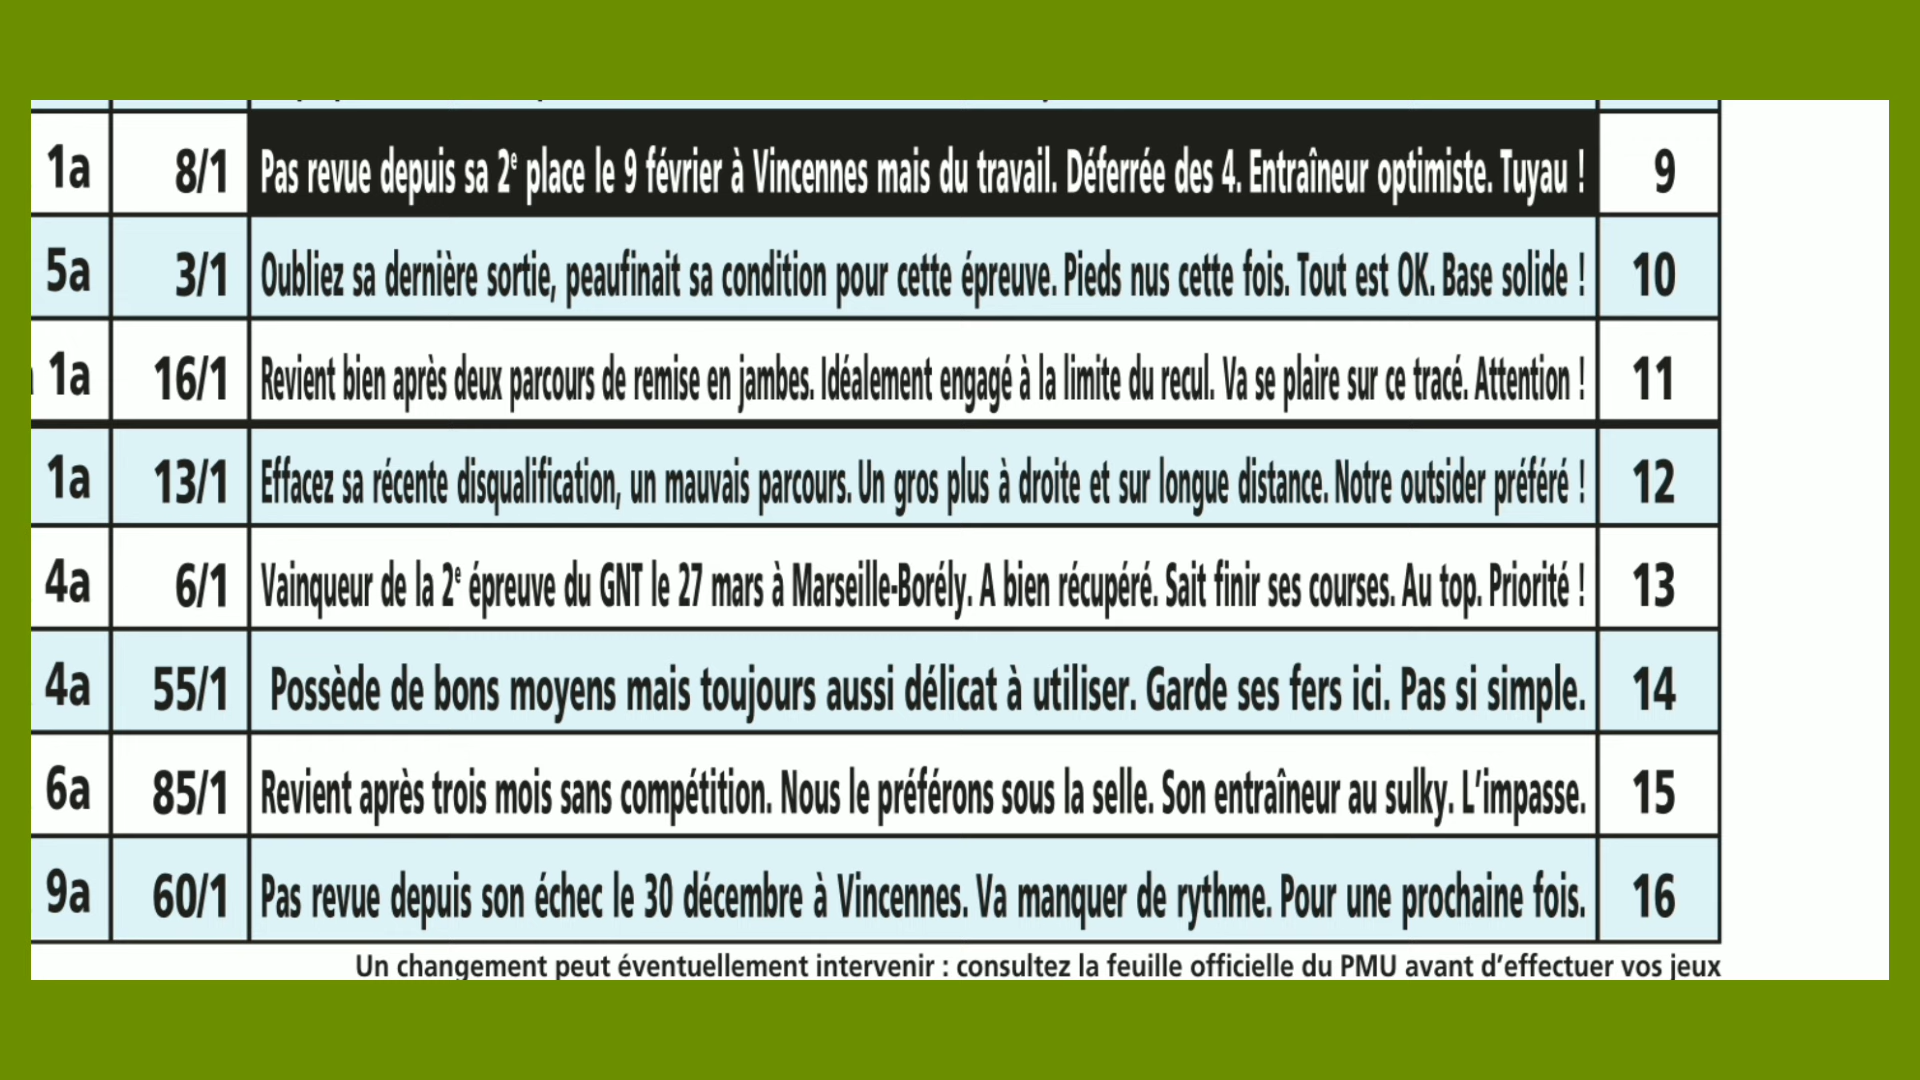 1a 8/1 Pas revue depuis sa 2e place le 9 février à Vincennes mais du travail. Déferrée des 4. Entraîneur optimiste. Tuyau ! 9
5a 3/1 Oubliez sa dernière sortie, peaufinait sa condition pour cette épreuve. Pieds nus cette fois. Tout est OK. Base solide ! 10
1a 16/1 Revient bien après deux parcours de remise en jambes. Idéalement engagé à la limite du recul. Va se plaire sur ce tracé. Attention ! 11
1a 13/1 Effacez sa récente disqualification, un mauvais parcours. Un gros plus à droite et sur longue distance. Notre outsider préféré ! 12
4a 6/1 Vainqueur de la 2e épreuve du GNT le 27 mars à Marseille-Borély. A bien récupéré. Sait finir ses courses. Au top. Priorité ! 13
4a 55/1 Possède de bons moyens mais toujours aussi délicat à utiliser. Garde ses fers ici. Pas si simple. 14
6a 85/1 Revient après trois mois sans compétition. Nous le préférons sous la selle. Son entraîneur au sulky. L'impasse. 15
9a 60/1 Pas revue depuis son échec le 30 décembre à Vincennes. Va manquer de rythme. Pour une prochaine fois. 16
Un changement peut éventuellement intervenir : consultez la feuille officielle du PMU avant d'effectuer vos jeux